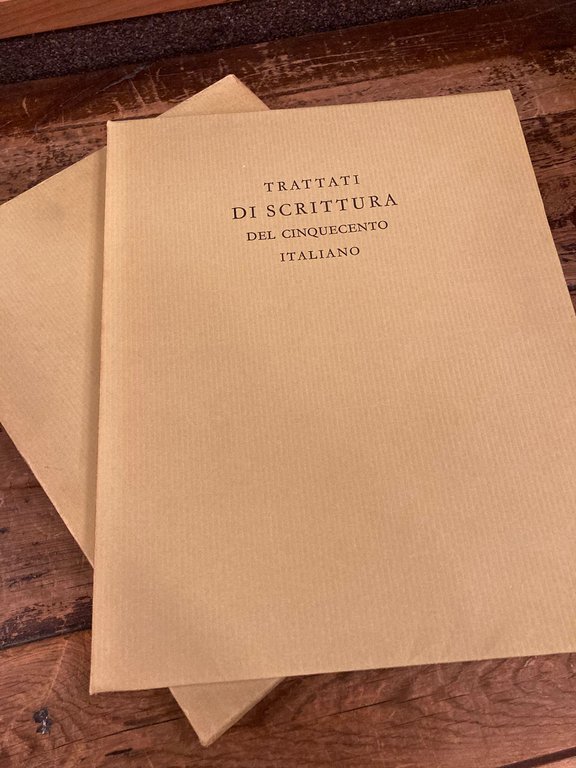 TRATTATI
DI SCRITTURA
DEL CINQUECENTO
ITALIANO